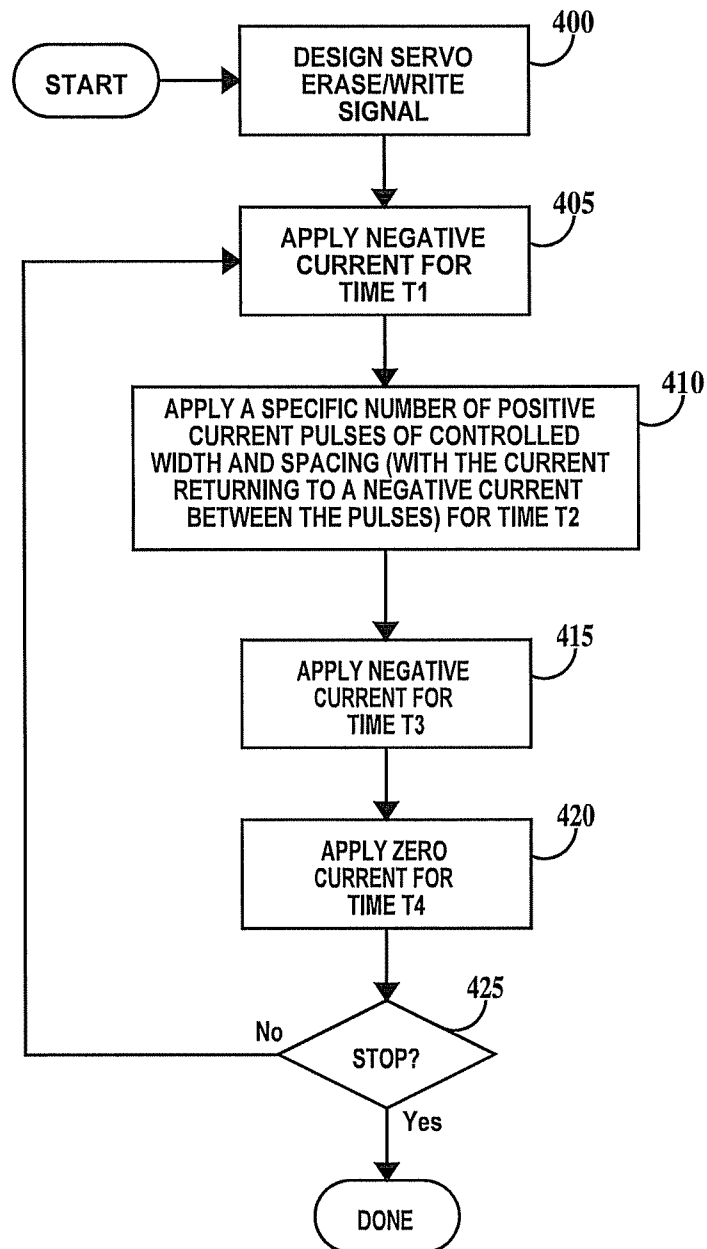 400
START
DESIGN SERVO
ERASE/WRITE
SIGNAL
405
APPLY NEGATIVE
CURRENT FOR
TIME T1
410
APPLY A SPECIFIC NUMBER OF POSITIVE
CURRENT PULSES OF CONTROLLED
WIDTH AND SPACING (WITH THE CURRENT
RETURNING TO A NEGATIVE CURRENT
BETWEEN THE PULSES) FOR TIME T2
415
APPLY NEGATIVE
CURRENT FOR
TIME T3
420
APPLY ZERO
CURRENT FOR
TIME T4
425
No
STOP?
Yes
DONE